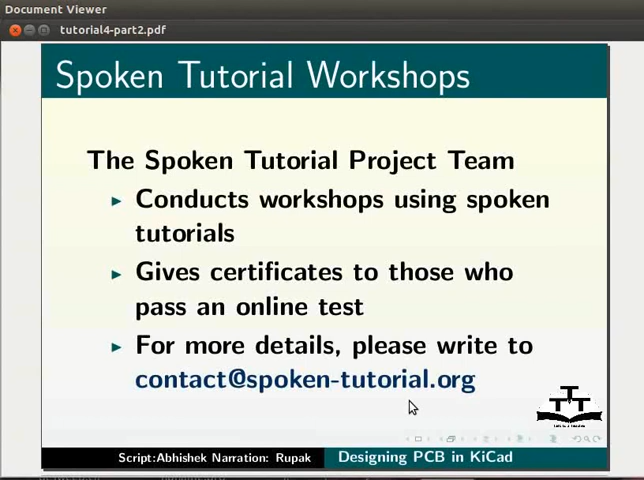 Document Viewer
tutorial4-part2.pdf
Spoken Tutorial Workshops
The Spoken Tutorial Project Team
Conducts workshops using spoken
tutorials
Gives certificates to those who
pass an online test
For more details, please write to
contact@spoken-tutorial.org
Script:Abhishek Narration: Rupak
Designing PCB in KiCad